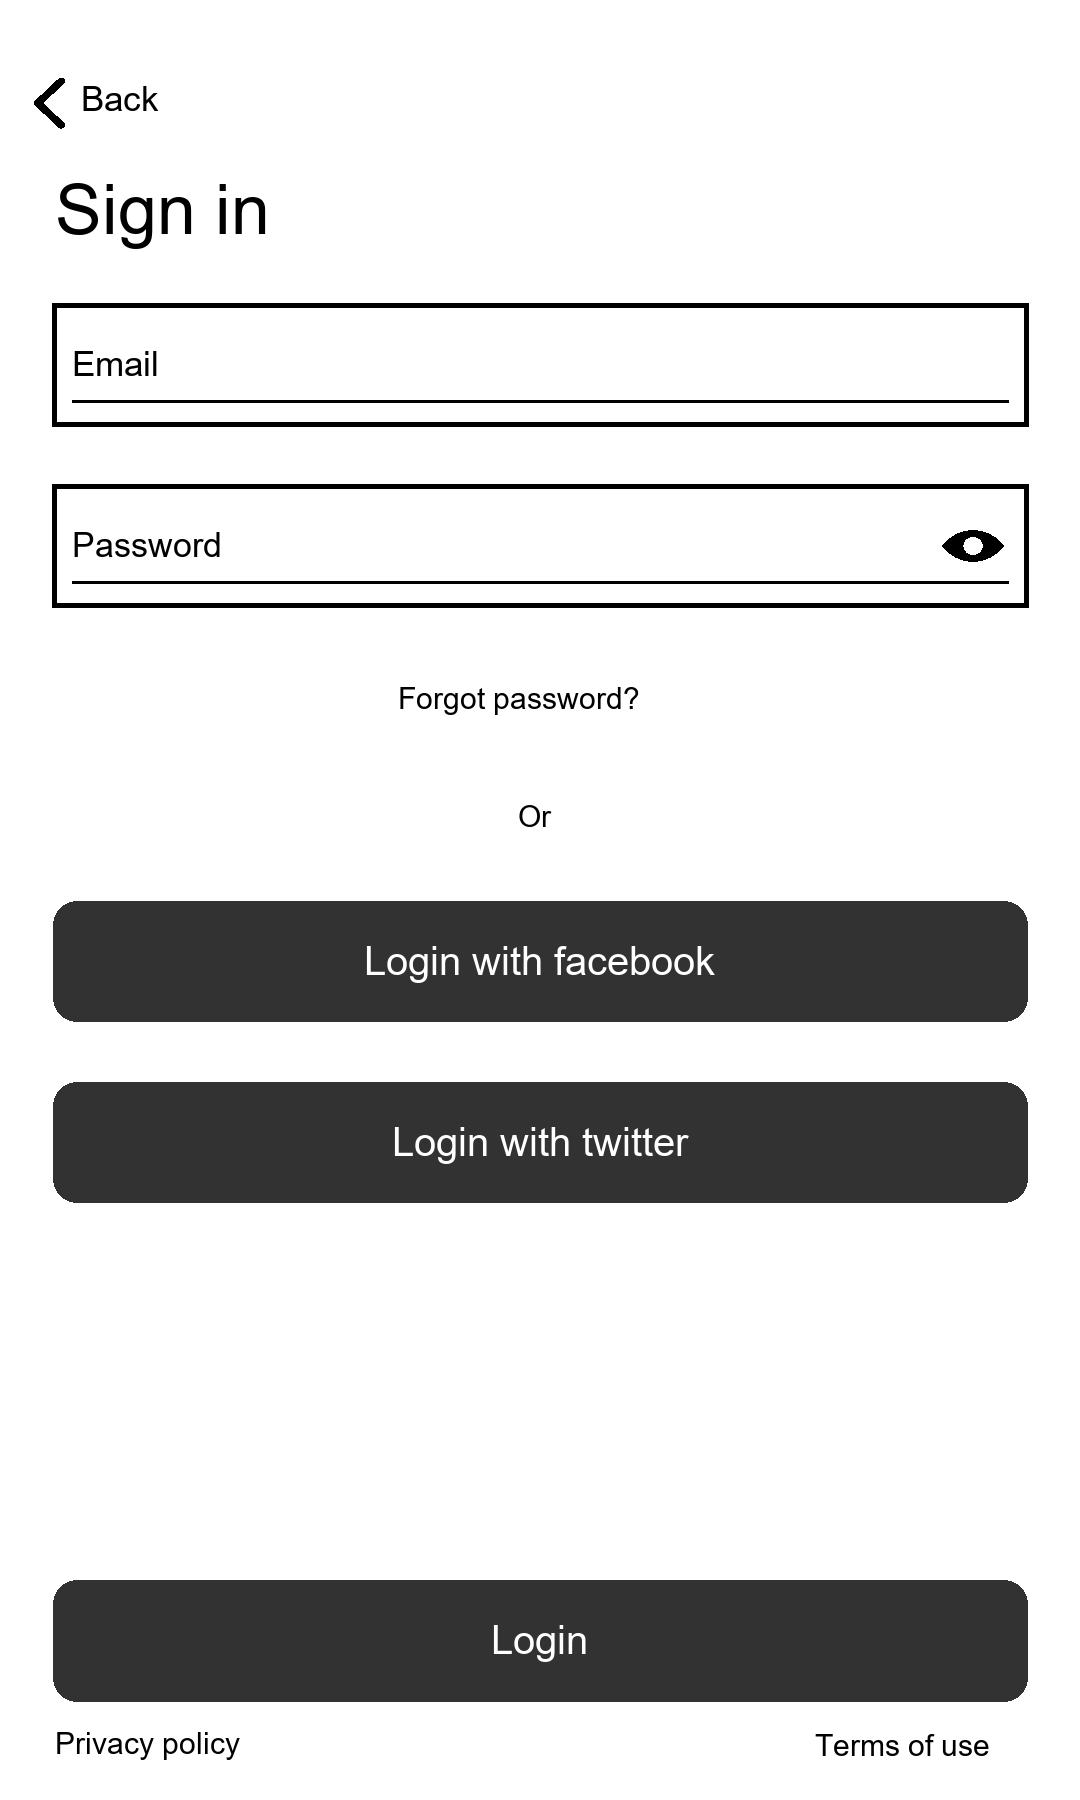 Back
Sign in
Email
Password
Forgot password?
Or
Login with facebook
Login with twitter
Login
Privacy policy
Terms of use